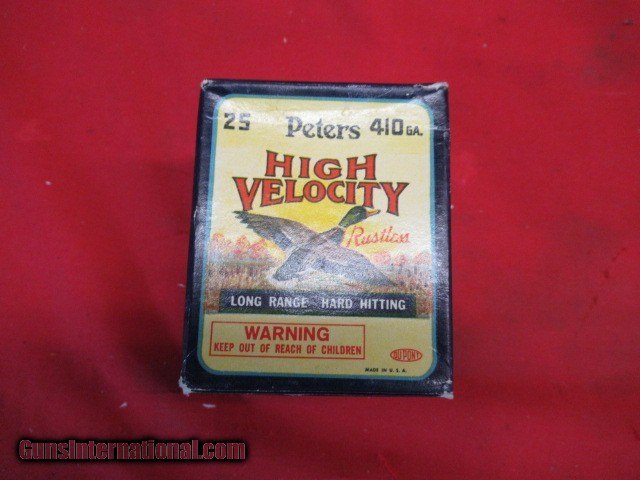 25 Peters 410 GA.
HIGH
VELOCITY
Rustless
LONG RANGE HARD HITTING
WARNING
KEEP OUT OF REACH OF CHILDREN
DU PONT
MADE IN U.S.A.
GunsInternational.com